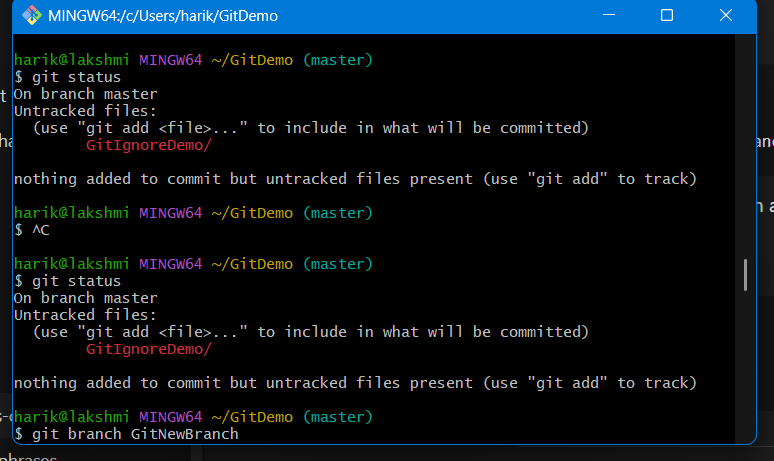 MINGW64:/c/Users/harik/GitDemo
harik@lakshmi MINGW64 ~/GitDemo (master)
$ git status
On branch master
Untracked files:
  (use "git add <file>..." to include in what will be committed)
        GitIgnoreDemo/
nothing added to commit but untracked files present (use "git add" to track)
harik@lakshmi MINGW64 ~/GitDemo (master)
$ ^C
harik@lakshmi MINGW64 ~/GitDemo (master)
$ git status
On branch master
Untracked files:
  (use "git add <file>..." to include in what will be committed)
        GitIgnoreDemo/
nothing added to commit but untracked files present (use "git add" to track)
harik@lakshmi MINGW64 ~/GitDemo (master)
$ git branch GitNewBranch